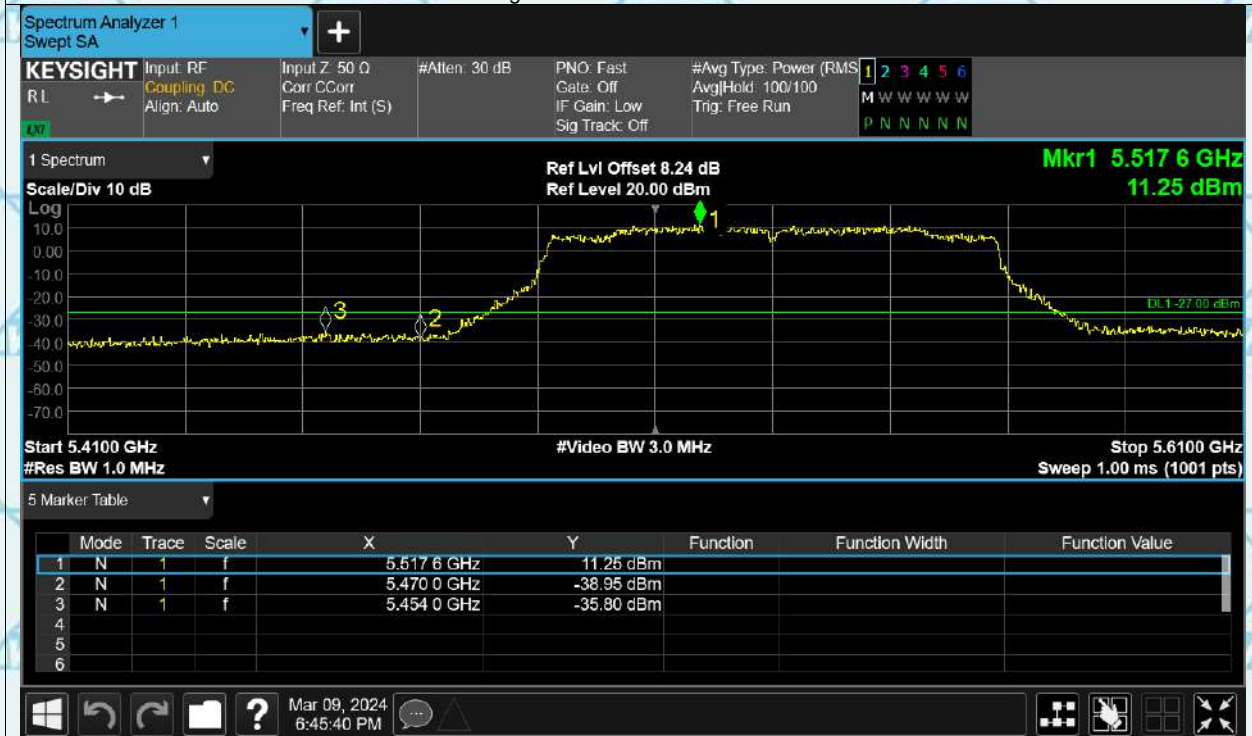 Spectrum Analyzer 1
Swept SA
+
KEYSIGHT Input: RF Input Z: 50 Ω #Atten: 30 dB PNO: Fast #Avg Type: Power (RMS 1 2 3 4 5 6
RL Coupling: DC Corr CCorr Gate: Off Avg|Hold: 100/100 M W W W W W
Align: Auto Freq Ref: Int (S) IF Gain: Low Trig: Free Run
LXI Sig Track: Off P N N N N N
1 Spectrum Ref Lvl Offset 8.24 dB Mkr1 5.517 6 GHz
Scale/Div 10 dB Ref Level 20.00 dBm 11.25 dBm
Log
10.0
0.00
-10.0
-20.0
-30.0
-40.0
-50.0
-60.0
-70.0
1
3
2
DL1 -27.00 dBm
Start 5.4100 GHz #Video BW 3.0 MHz Stop 5.6100 GHz
#Res BW 1.0 MHz Sweep 1.00 ms (1001 pts)
5 Marker Table
Mode Trace Scale X Y Function Function Width Function Value
1 N 1 f 5.517 6 GHz 11.25 dBm
2 N 1 f 5.470 0 GHz -38.95 dBm
3 N 1 f 5.454 0 GHz -35.80 dBm
4
5
6
? Mar 09, 2024
6:45:40 PM